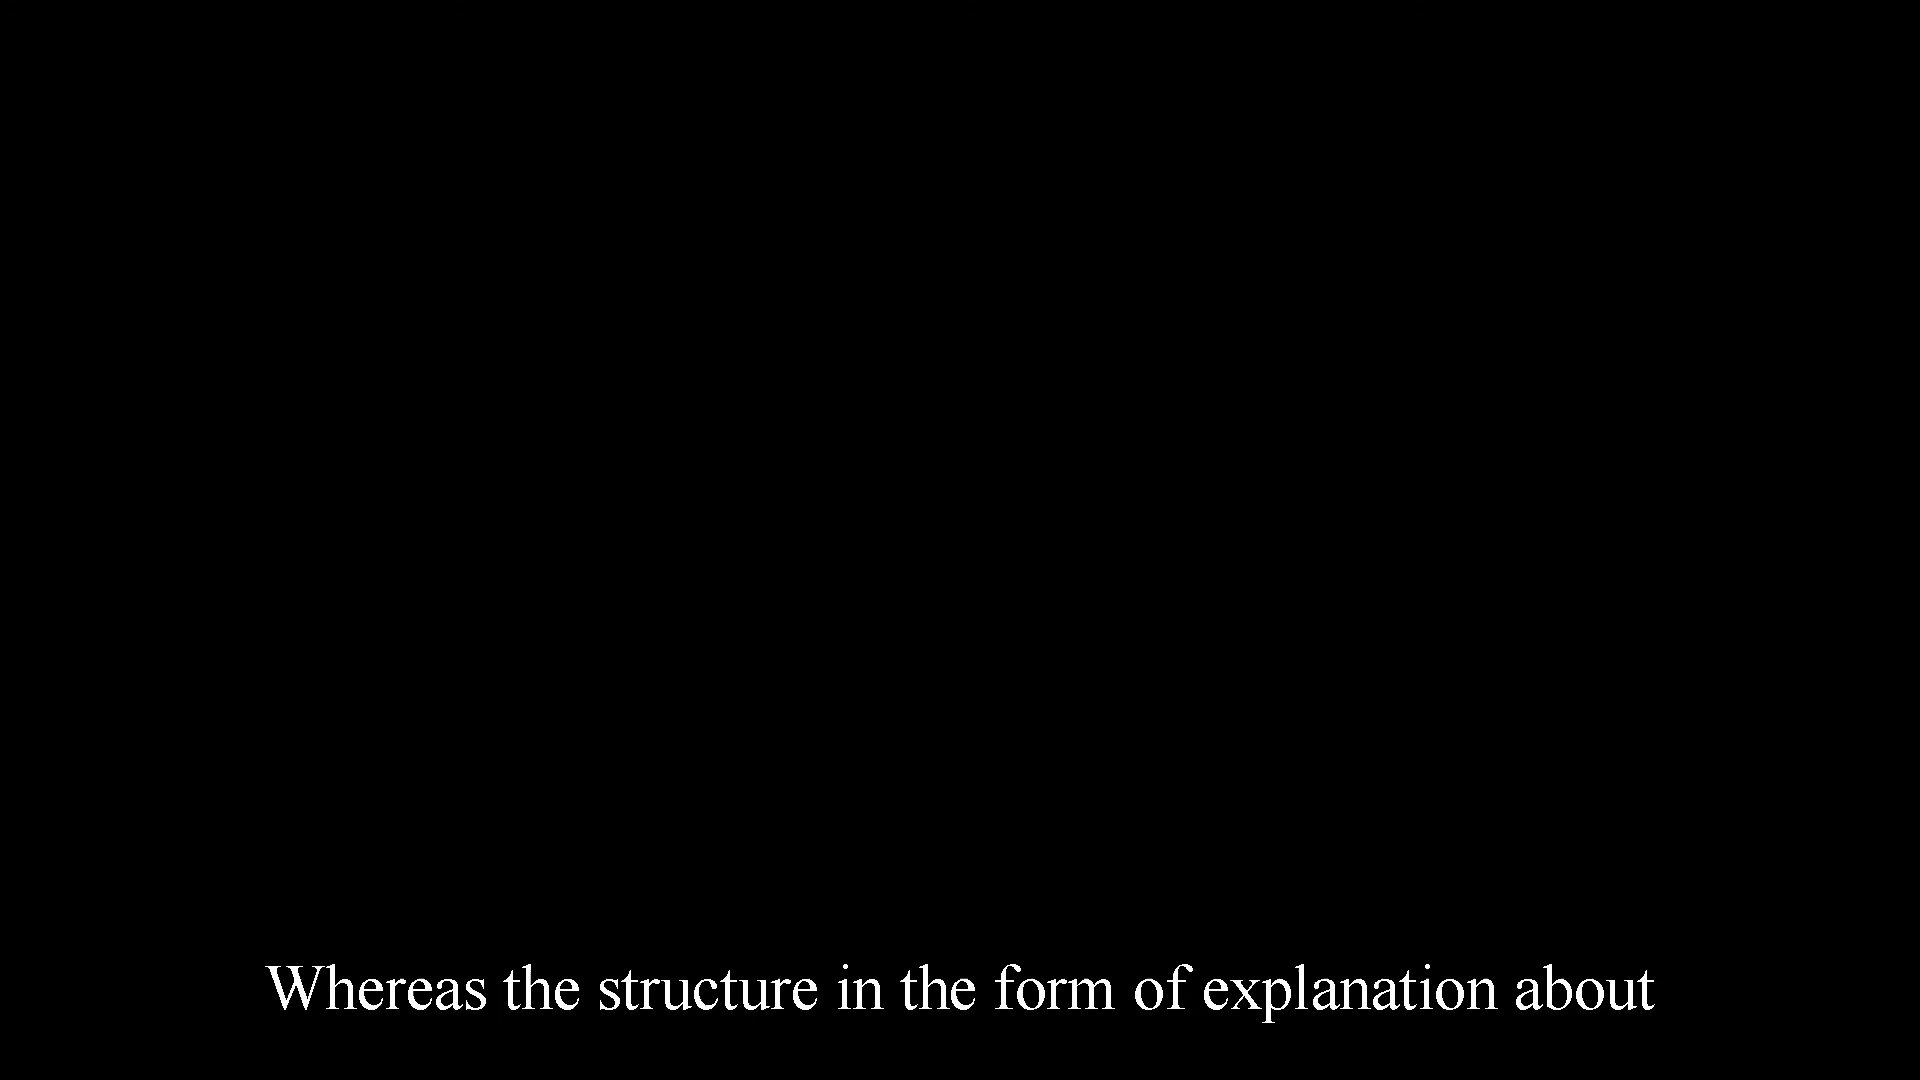 Whereas the structure in the form of explanation about